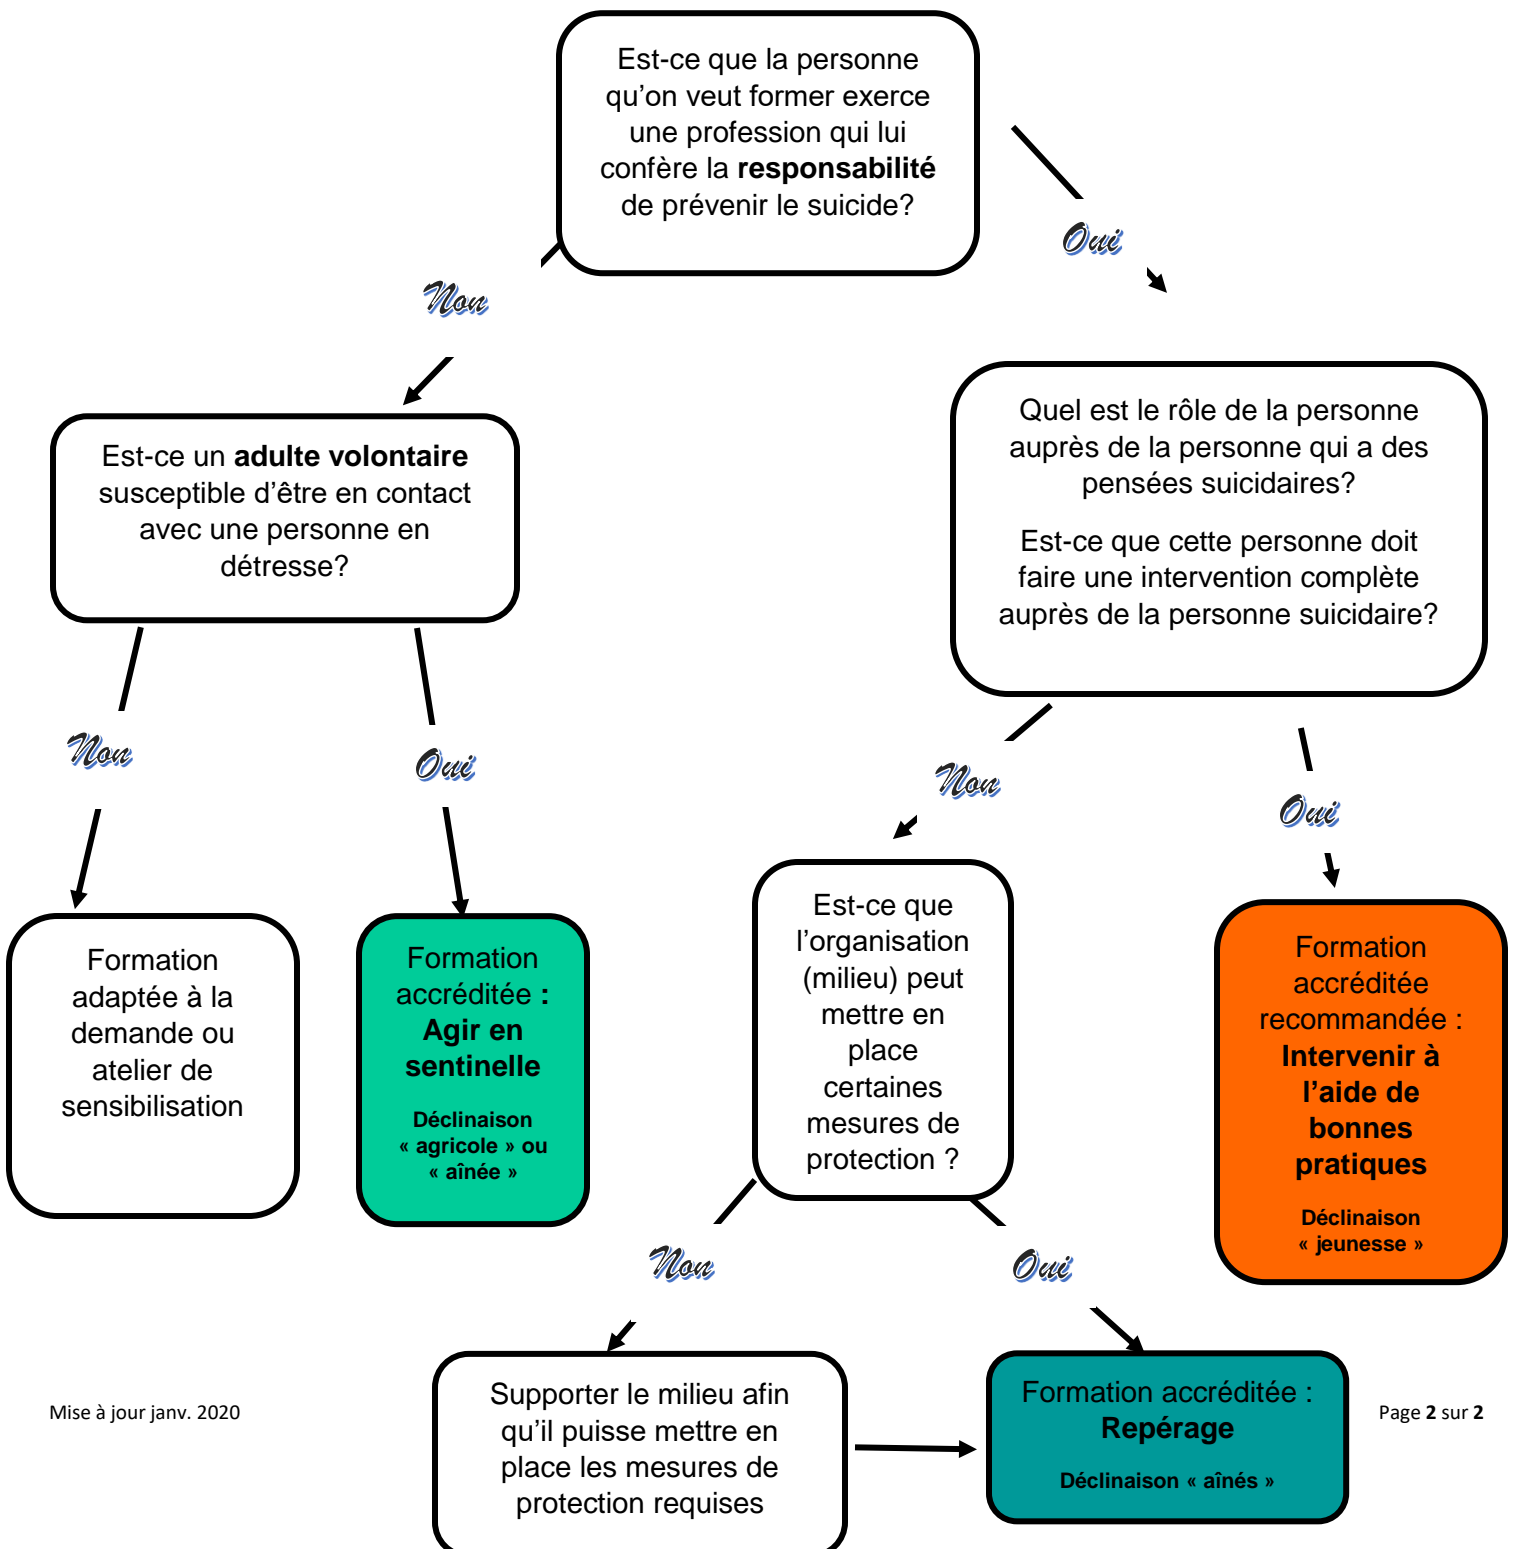 Est-ce que la personne
qu'on veut former exerce
une profession qui lui
confère la responsabilité
de prévenir le suicide?
Oui
Non
Quel est le rôle de la personne
auprès de la personne qui a des
pensées suicidaires?
Est-ce que cette personne doit
faire une intervention complète
auprès de la personne suicidaire?
Est-ce un adulte volontaire
susceptible d'être en contact
avec une personne en
détresse?
Non
Oui
Non
Oui
Formation
adaptée à la
demande ou
atelier de
sensibilisation
Formation
accréditée :
Agir en
sentinelle
Déclinaison
« agricole » ou
« aînée »
Est-ce que
l'organisation
(milieu) peut
mettre en
place
certaines
mesures de
protection ?
Formation
accréditée
recommandée :
Intervenir à
l'aide de
bonnes
pratiques
Déclinaison
« jeunesse »
Non
Oui
Supporter le milieu afin
qu'il puisse mettre en
place les mesures de
protection requises
Formation accréditée :
Repérage
Déclinaison « aînés »
Mise à jour janv. 2020
Page 2 sur 2